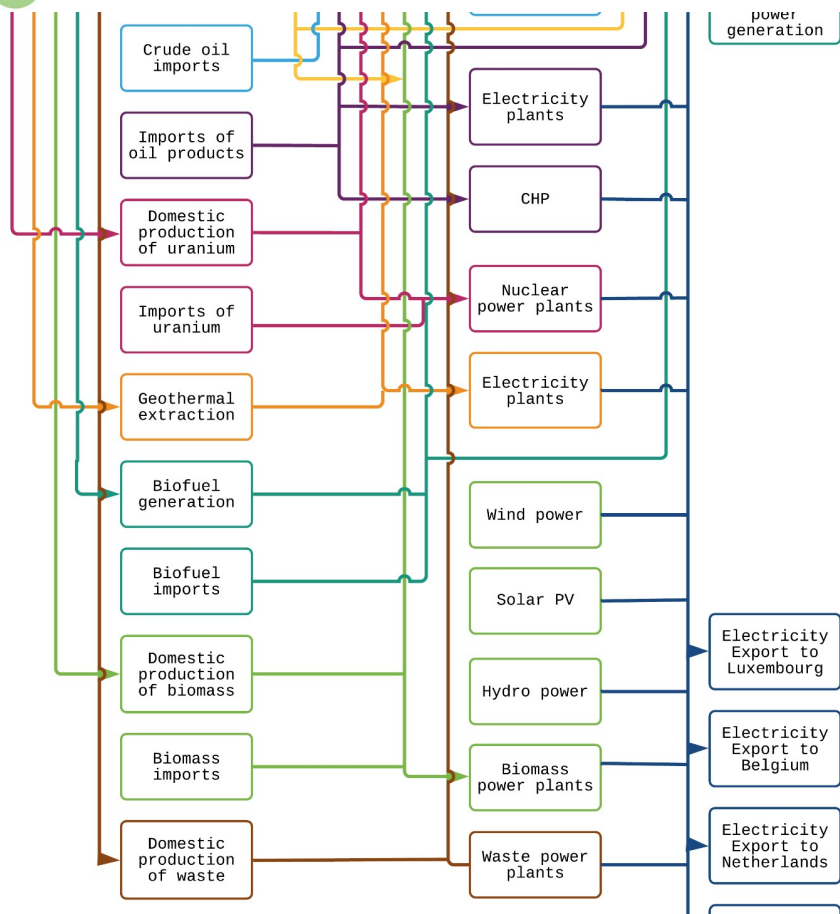 power
generation
Crude oil
imports
Electricity
plants
Imports of
oil products
CHP
Domestic
production
of uranium
Nuclear
power plants
Imports of
uranium
Electricity
plants
Geothermal
extraction
Biofuel
generation
Wind power
Biofuel
imports
Solar PV
Electricity
Export to
Luxembourg
Domestic
production
of biomass
Hydro power
Electricity
Export to
Belgium
Biomass
imports
Biomass
power plants
Electricity
Export to
Netherlands
Domestic
production
of waste
Waste power
plants